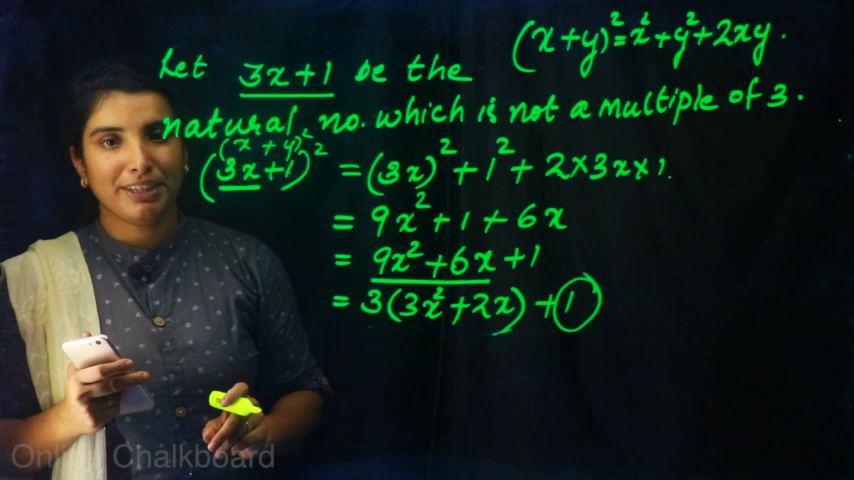 (x+y)²=x²+y²+2xy.
Let 3x+1 be the
natural no. which is not a multiple of 3.
(x+y)²
(3x+1)² = (3x)²+1²+2×3x×1.
= 9x²+1+6x
= 9x²+6x+1
= 3(3x²+2x)+1
Online Chalkboard